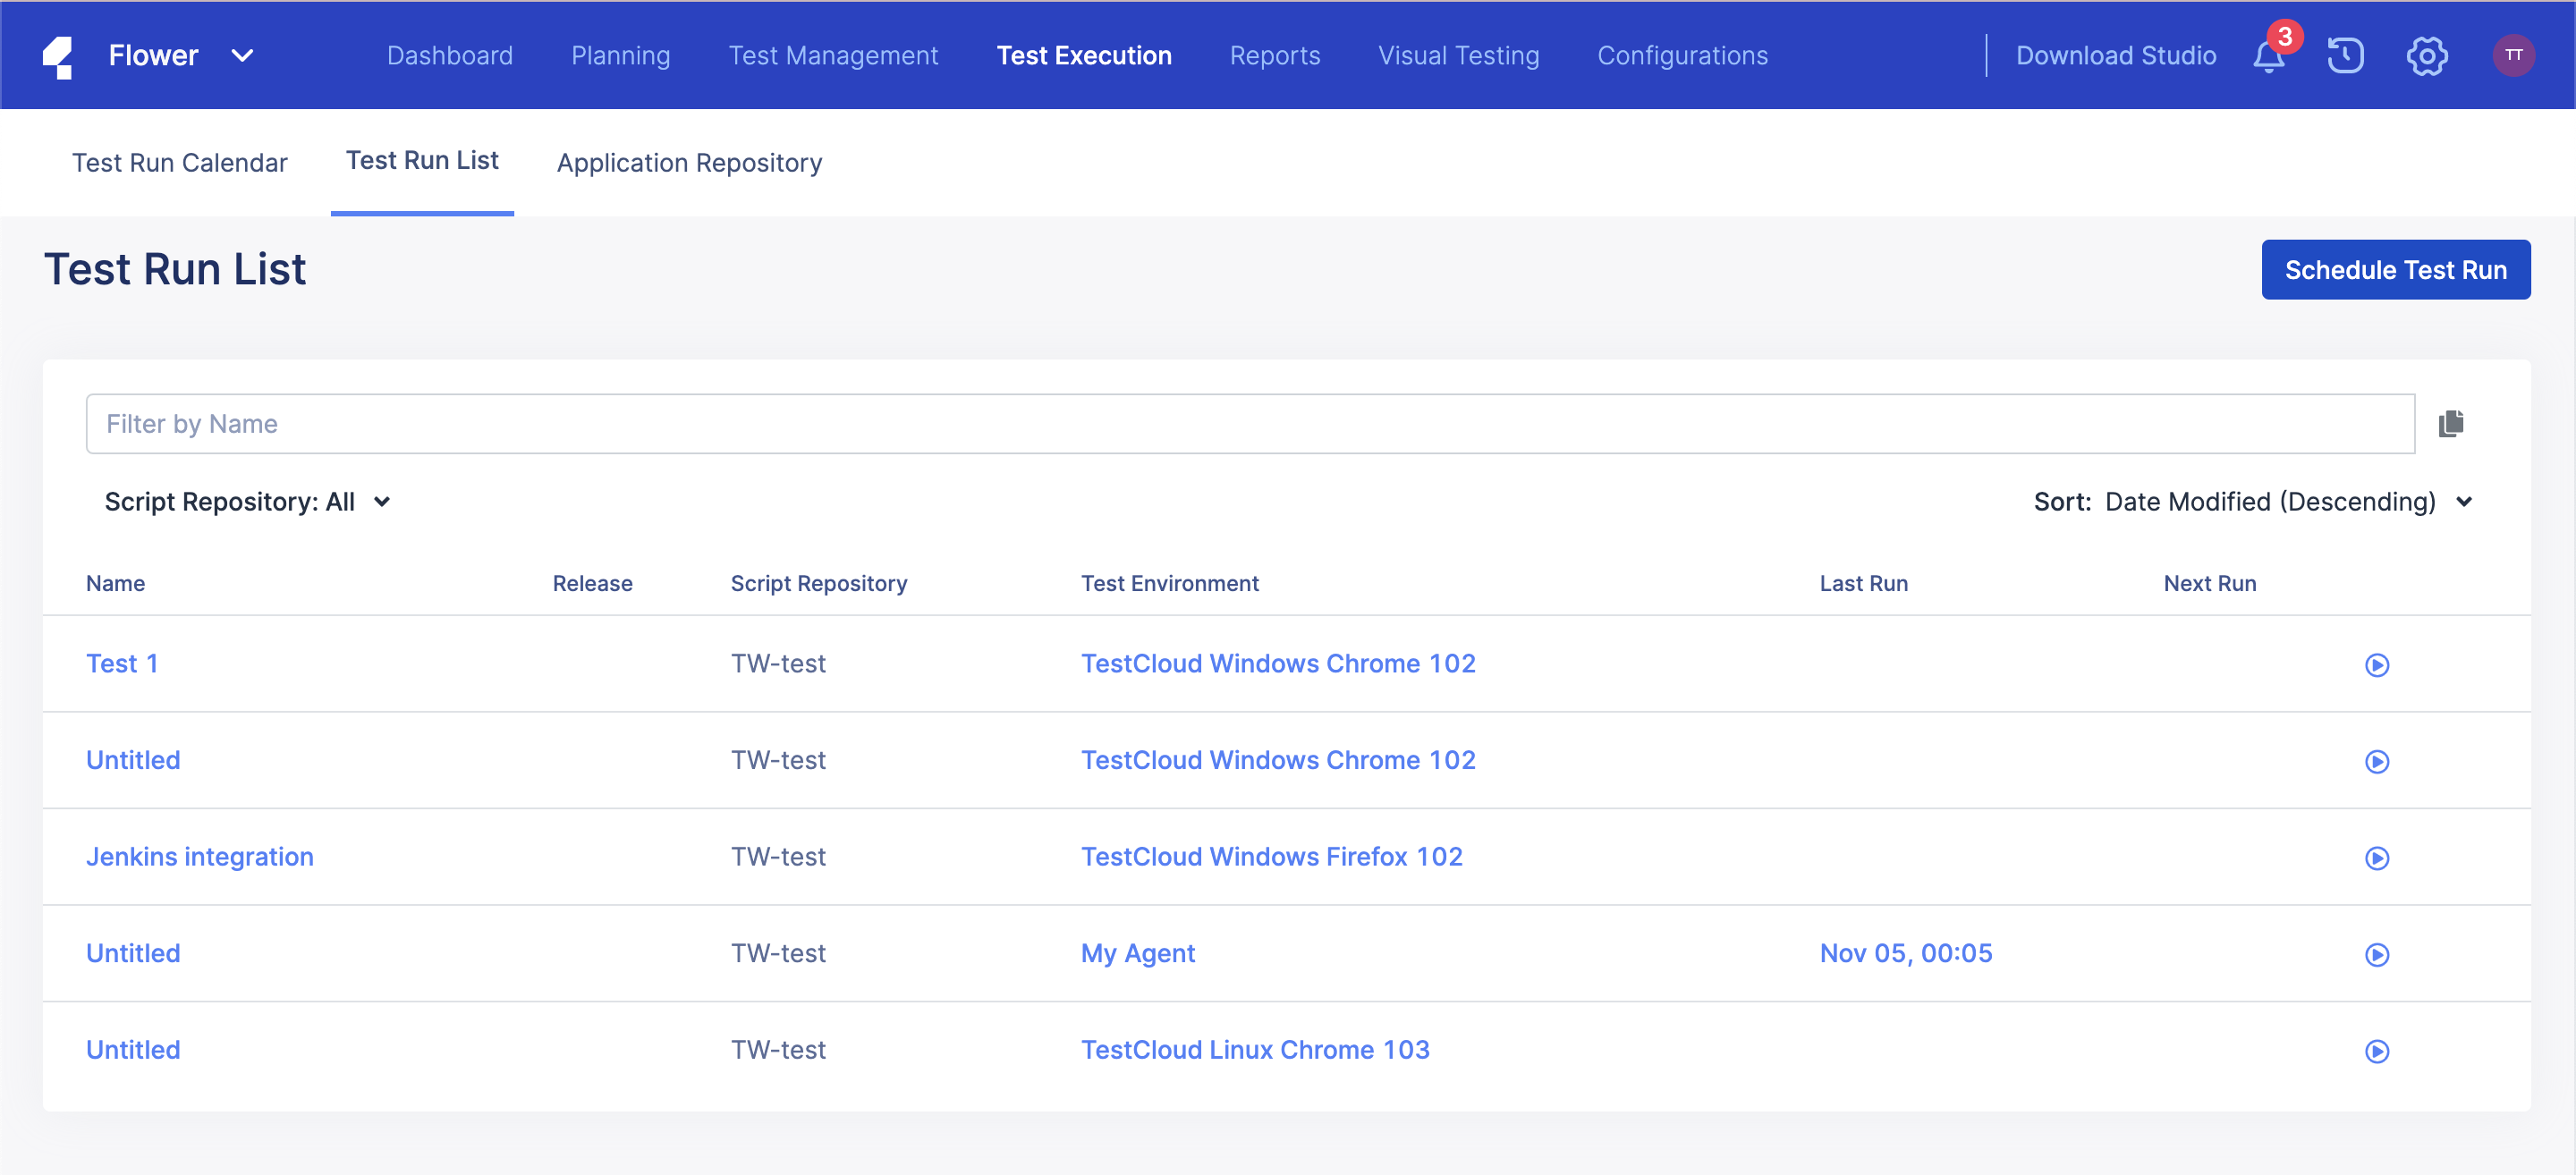 Flower Dashboard Planning Test Management Test Execution Reports Visual Testing Configurations Download Studio 3 TT
Test Run Calendar Test Run List Application Repository
Test Run List Schedule Test Run
Filter by Name
Script Repository: All Sort: Date Modified (Descending)
Name Release Script Repository Test Environment Last Run Next Run
Test 1 TW-test TestCloud Windows Chrome 102
Untitled TW-test TestCloud Windows Chrome 102
Jenkins integration TW-test TestCloud Windows Firefox 102
Untitled TW-test My Agent Nov 05, 00:05
Untitled TW-test TestCloud Linux Chrome 103